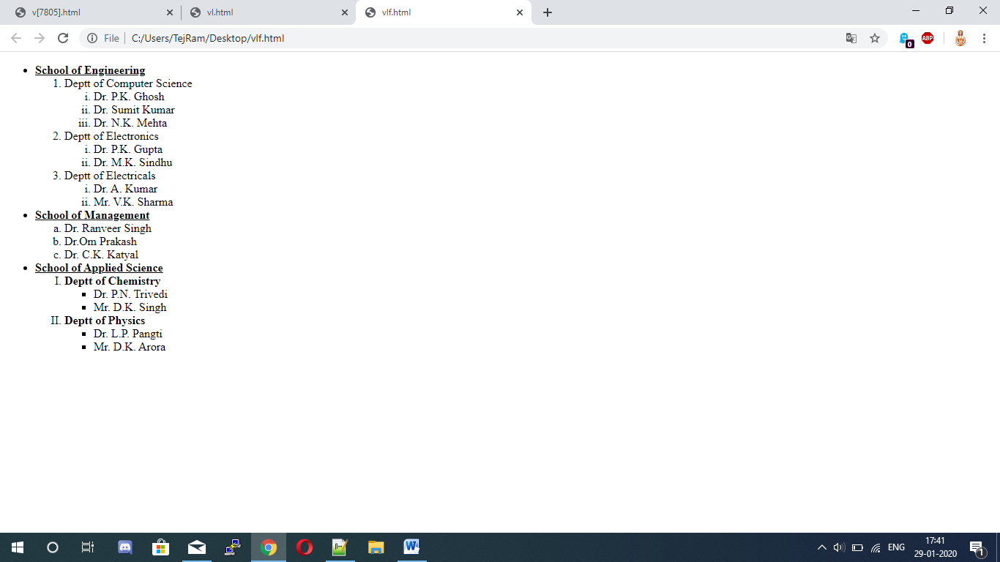 v[7805].html
vl.html
vlf.html
File
C:/Users/TejRam/Desktop/vlf.html
0
ABP
• School of Engineering
1. Deptt of Computer Science
i. Dr. P.K. Ghosh
ii. Dr. Sumit Kumar
iii. Dr. N.K. Mehta
2. Deptt of Electronics
i. Dr. P.K. Gupta
ii. Dr. M.K. Sindhu
3. Deptt of Electricals
i. Dr. A. Kumar
ii. Mr. V.K. Sharma
• School of Management
a. Dr. Ranveer Singh
b. Dr.Om Prakash
c. Dr. C.K. Katyal
• School of Applied Science
I. Deptt of Chemistry
▪ Dr. P.N. Trivedi
▪ Mr. D.K. Singh
II. Deptt of Physics
▪ Dr. L.P. Pangti
▪ Mr. D.K. Arora
W
ENG
17:41
29-01-2020
1